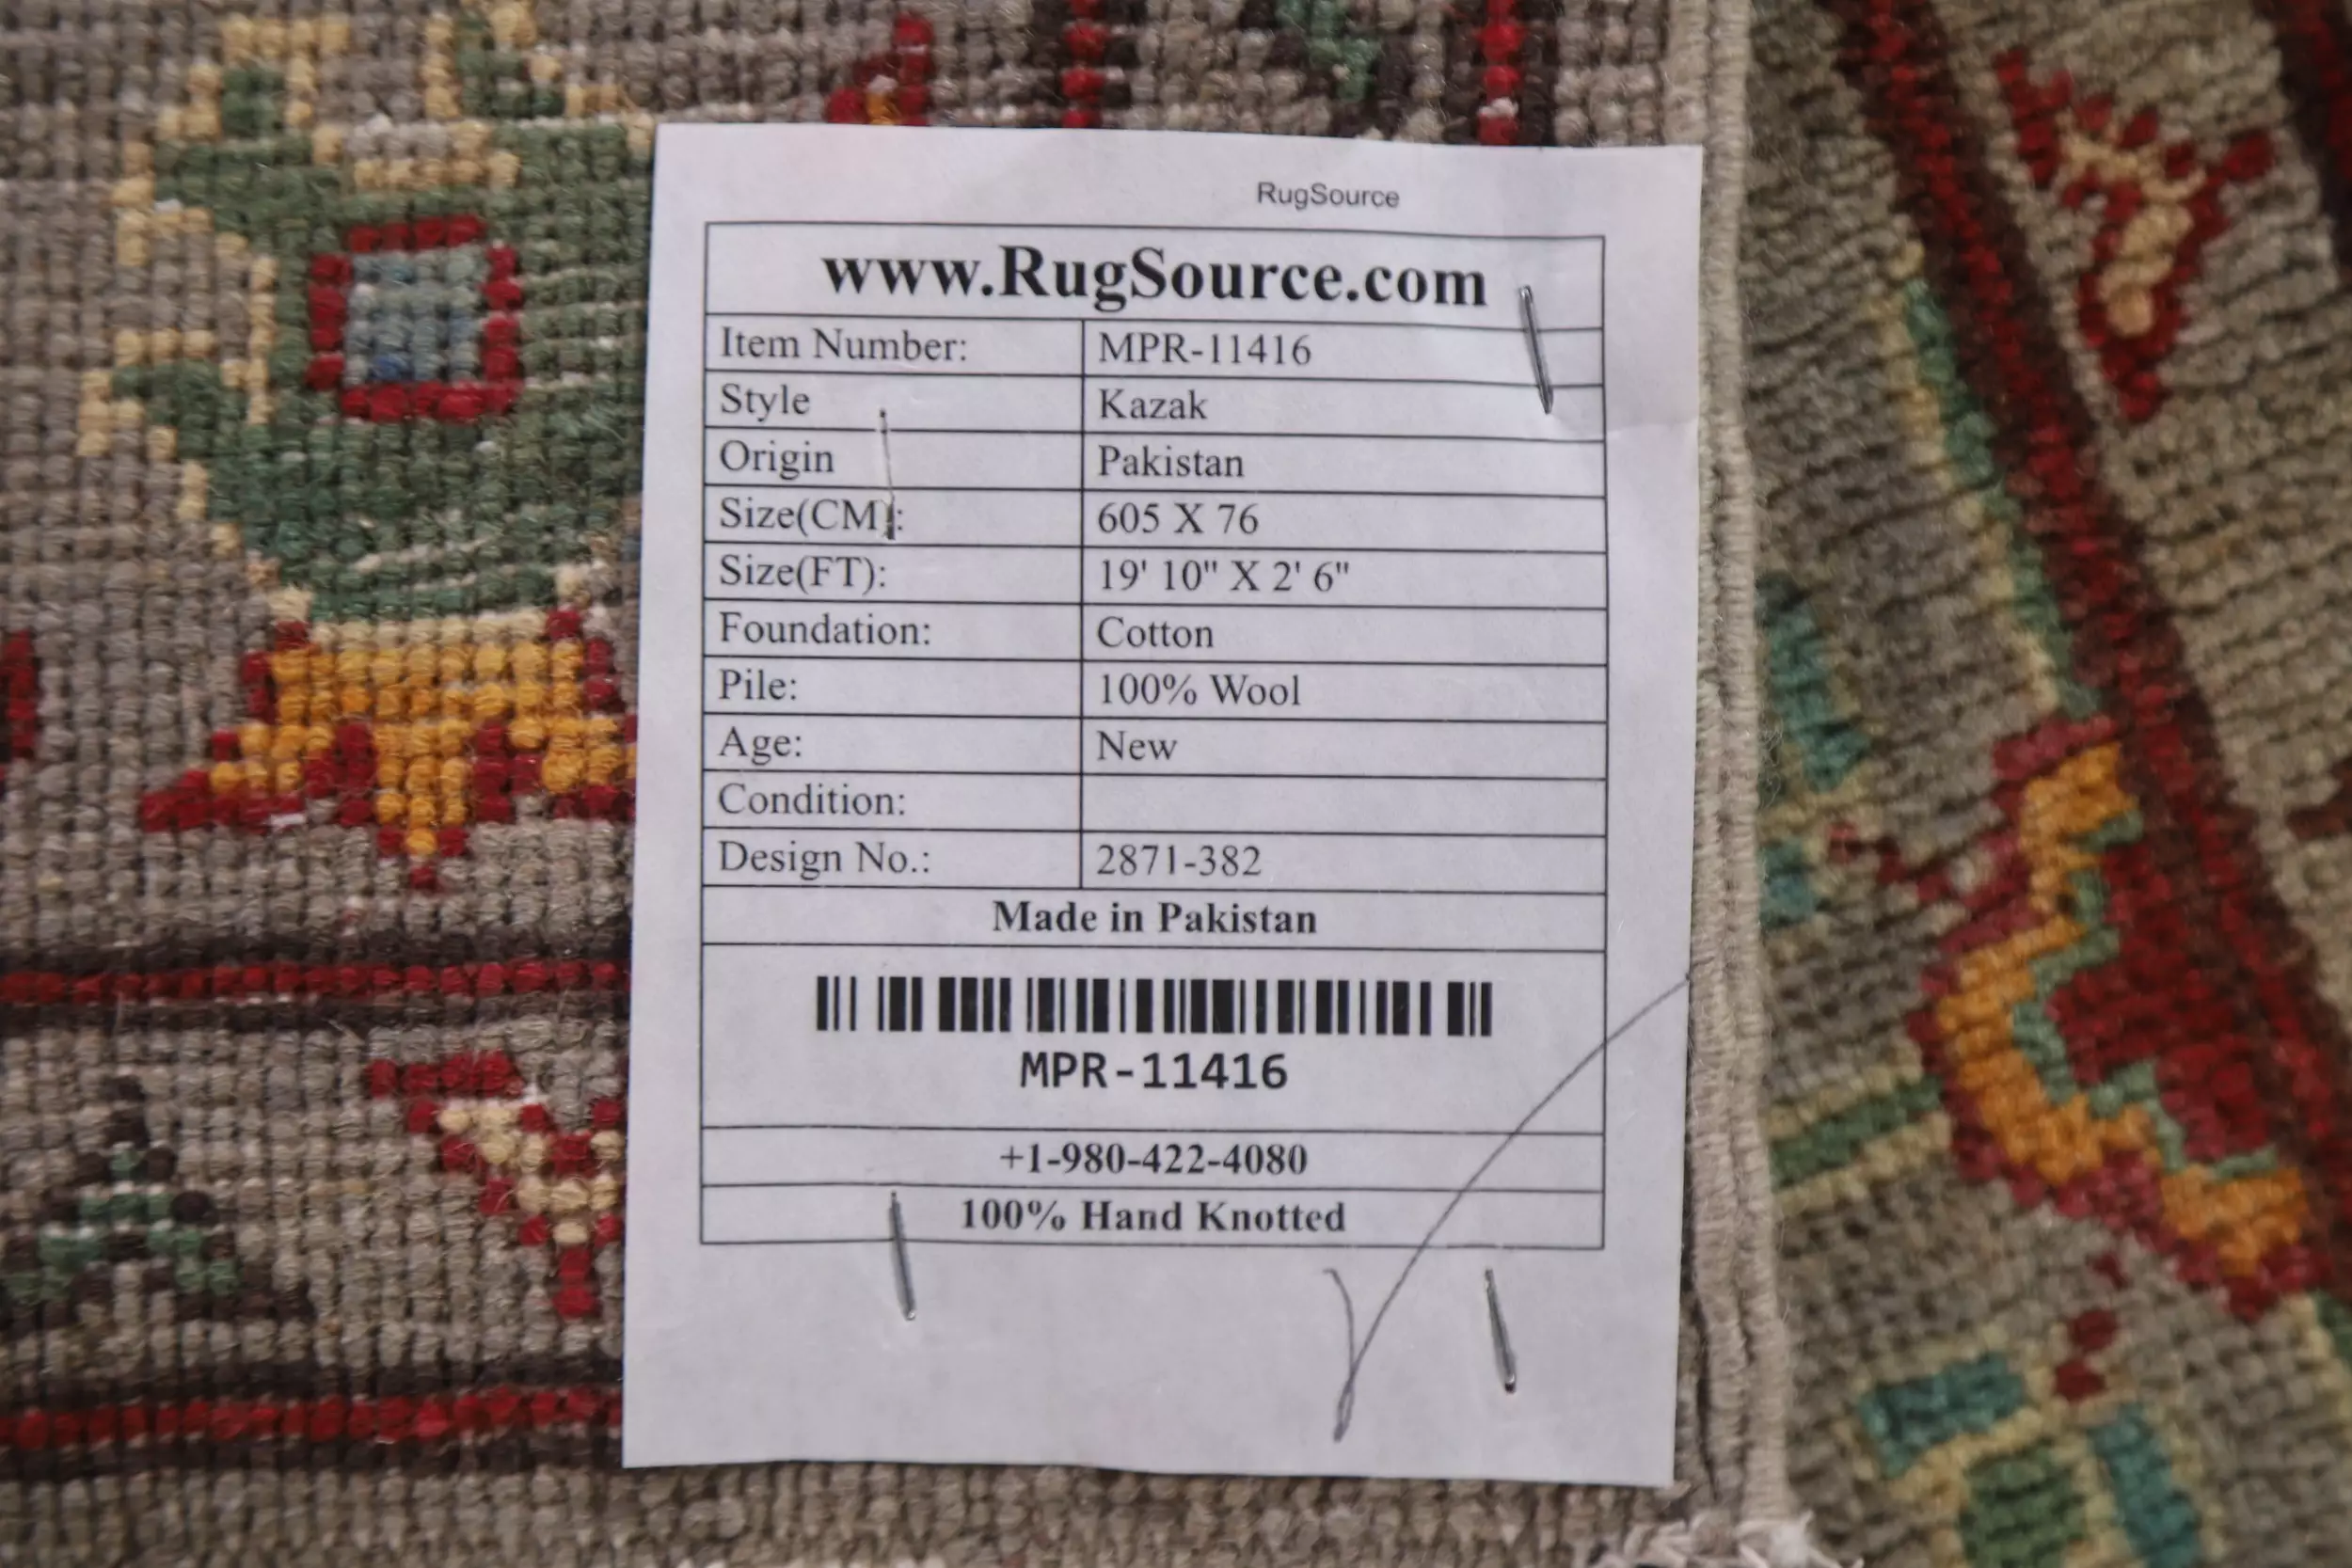 RugSource
www.RugSource.com
Item Number: MPR-11416
Style Kazak
Origin Pakistan
Size(CM): 605 X 76
Size(FT): 19' 10" X 2' 6"
Foundation: Cotton
Pile: 100% Wool
Age: New
Condition:
Design No.: 2871-382
Made in Pakistan
MPR-11416
+1-980-422-4080
100% Hand Knotted